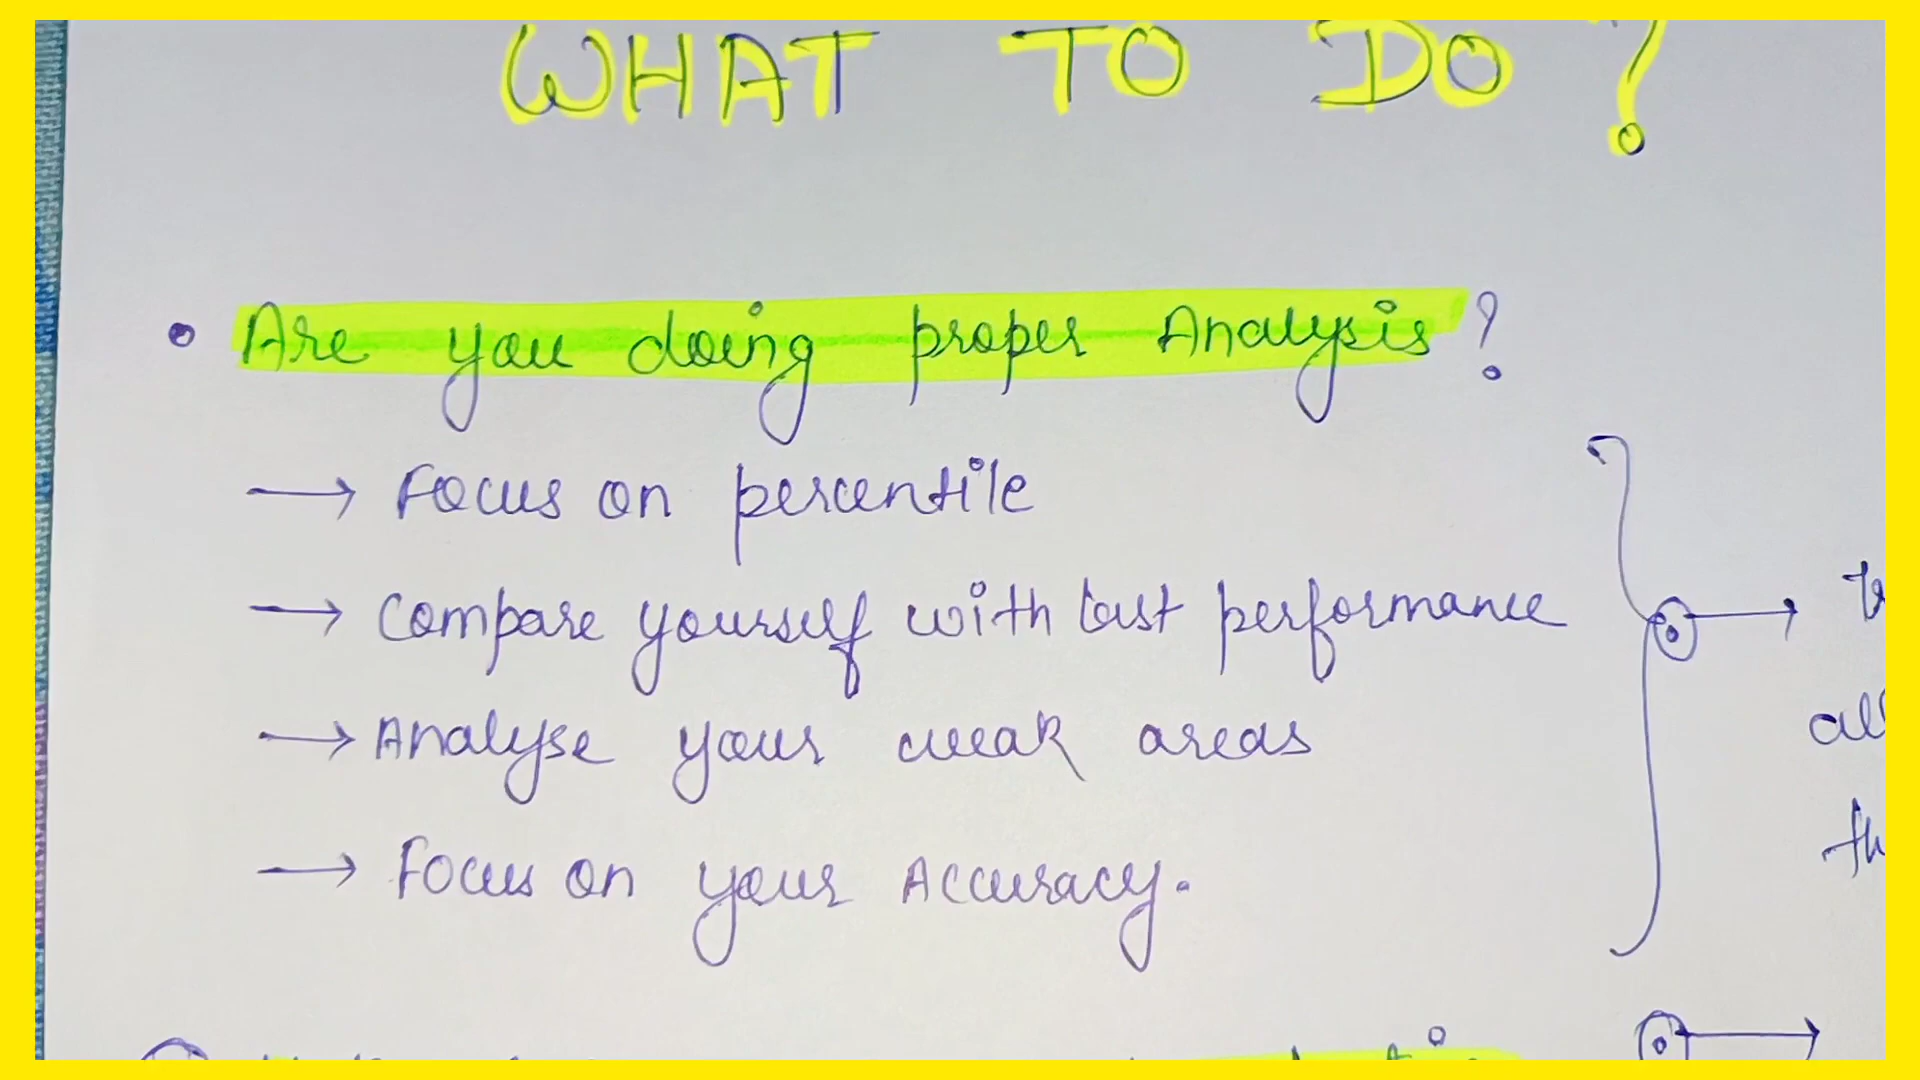 WHAT TO DO ?
• Are you doing proper Analysis ?
→ Focus on percentile
→ Compare yourself with last performance
→ Analyse your weak areas
→ Focus on your Accuracy.